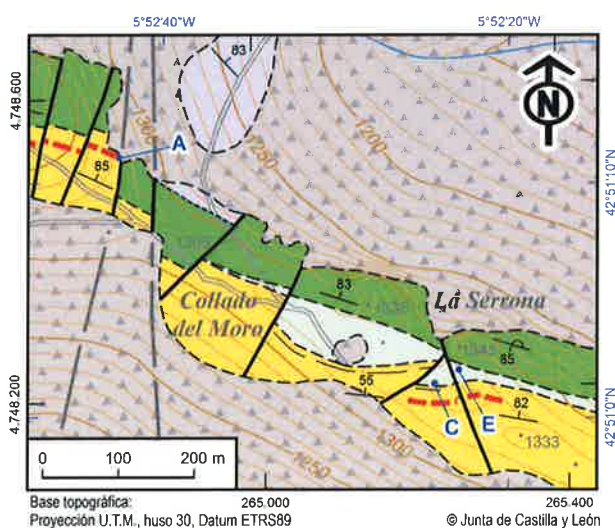 5°52'40"W
5°52'20"W
83
N
4.748.600
1300
1250
1200
A
85
42°51'10"N
83
Collado
del Moro
La Serrona
85
55
82
4.748.200
C
E
1333
42°51'0"N
1300
1250
0 100 200 m
Base topográfica:
Proyección U.T.M., huso 30, Datum ETRS89
265.000
265.400
© Junta de Castilla y León